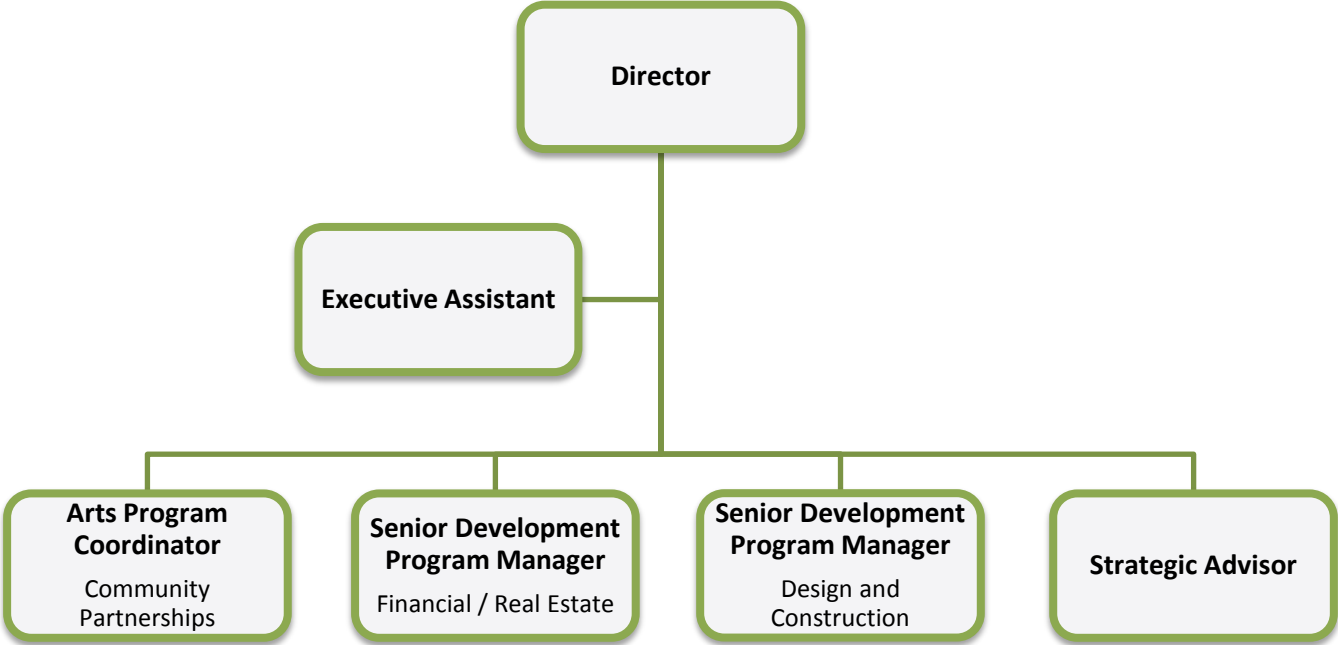 Director
Executive Assistant
Arts Program
Coordinator
Community
Partnerships
Senior Development
Program Manager
Financial / Real Estate
Senior Development
Program Manager
Design and
Construction
Strategic Advisor